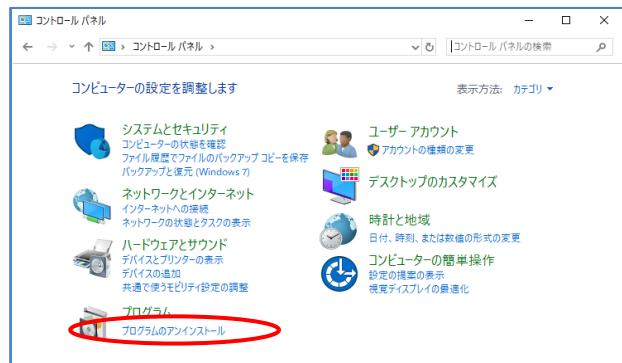 コントロール パネル
コントロール パネル
コントロール パネルの検索
コンピューターの設定を調整します
表示方法: カテゴリ
システムとセキュリティ
コンピューターの状態を確認
ファイル履歴でファイルのバックアップ コピーを保存
バックアップと復元 (Windows 7)
ネットワークとインターネット
インターネットへの接続
ネットワークの状態とタスクの表示
ハードウェアとサウンド
デバイスとプリンターの表示
デバイスの追加
共通で使うモビリティ設定の調整
プログラム
プログラムのアンインストール
ユーザー アカウント
アカウントの種類の変更
デスクトップのカスタマイズ
時計と地域
日付、時刻、または数値の形式の変更
コンピューターの簡単操作
設定の提案の表示
視覚ディスプレイの最適化